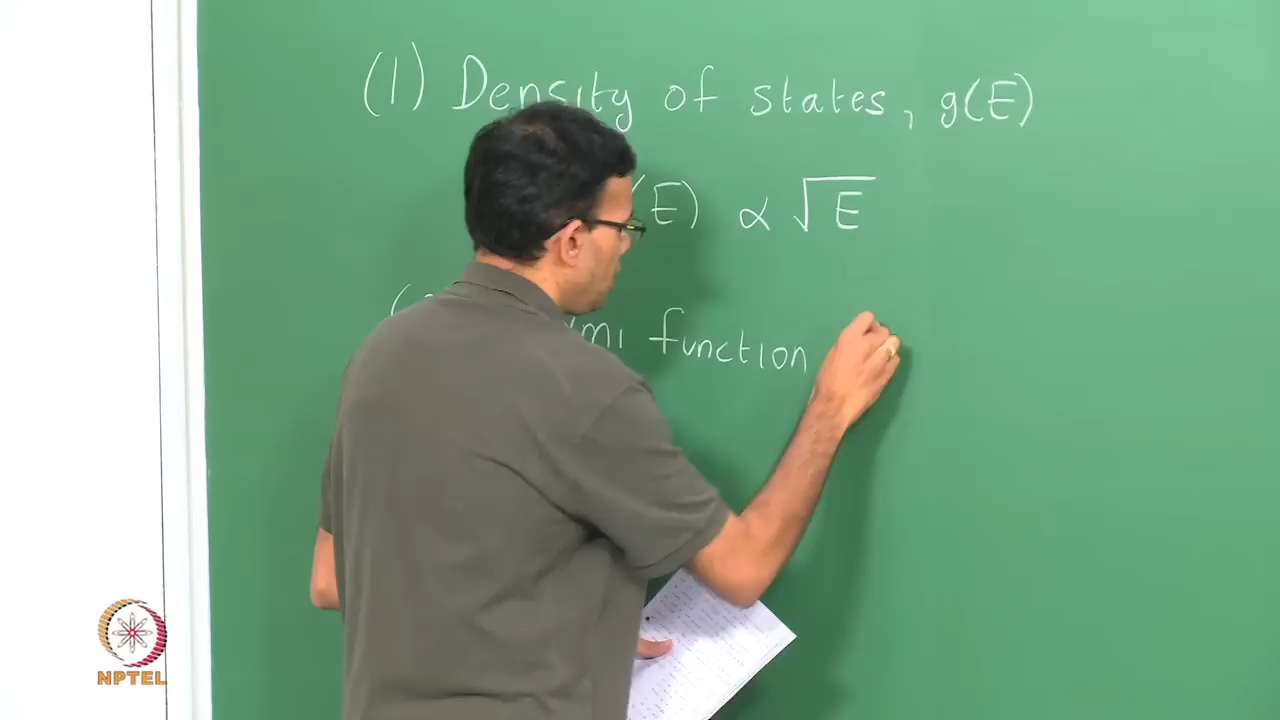 (1) Density of states, g(E)
(E) ∝ √E
function
NPTEL